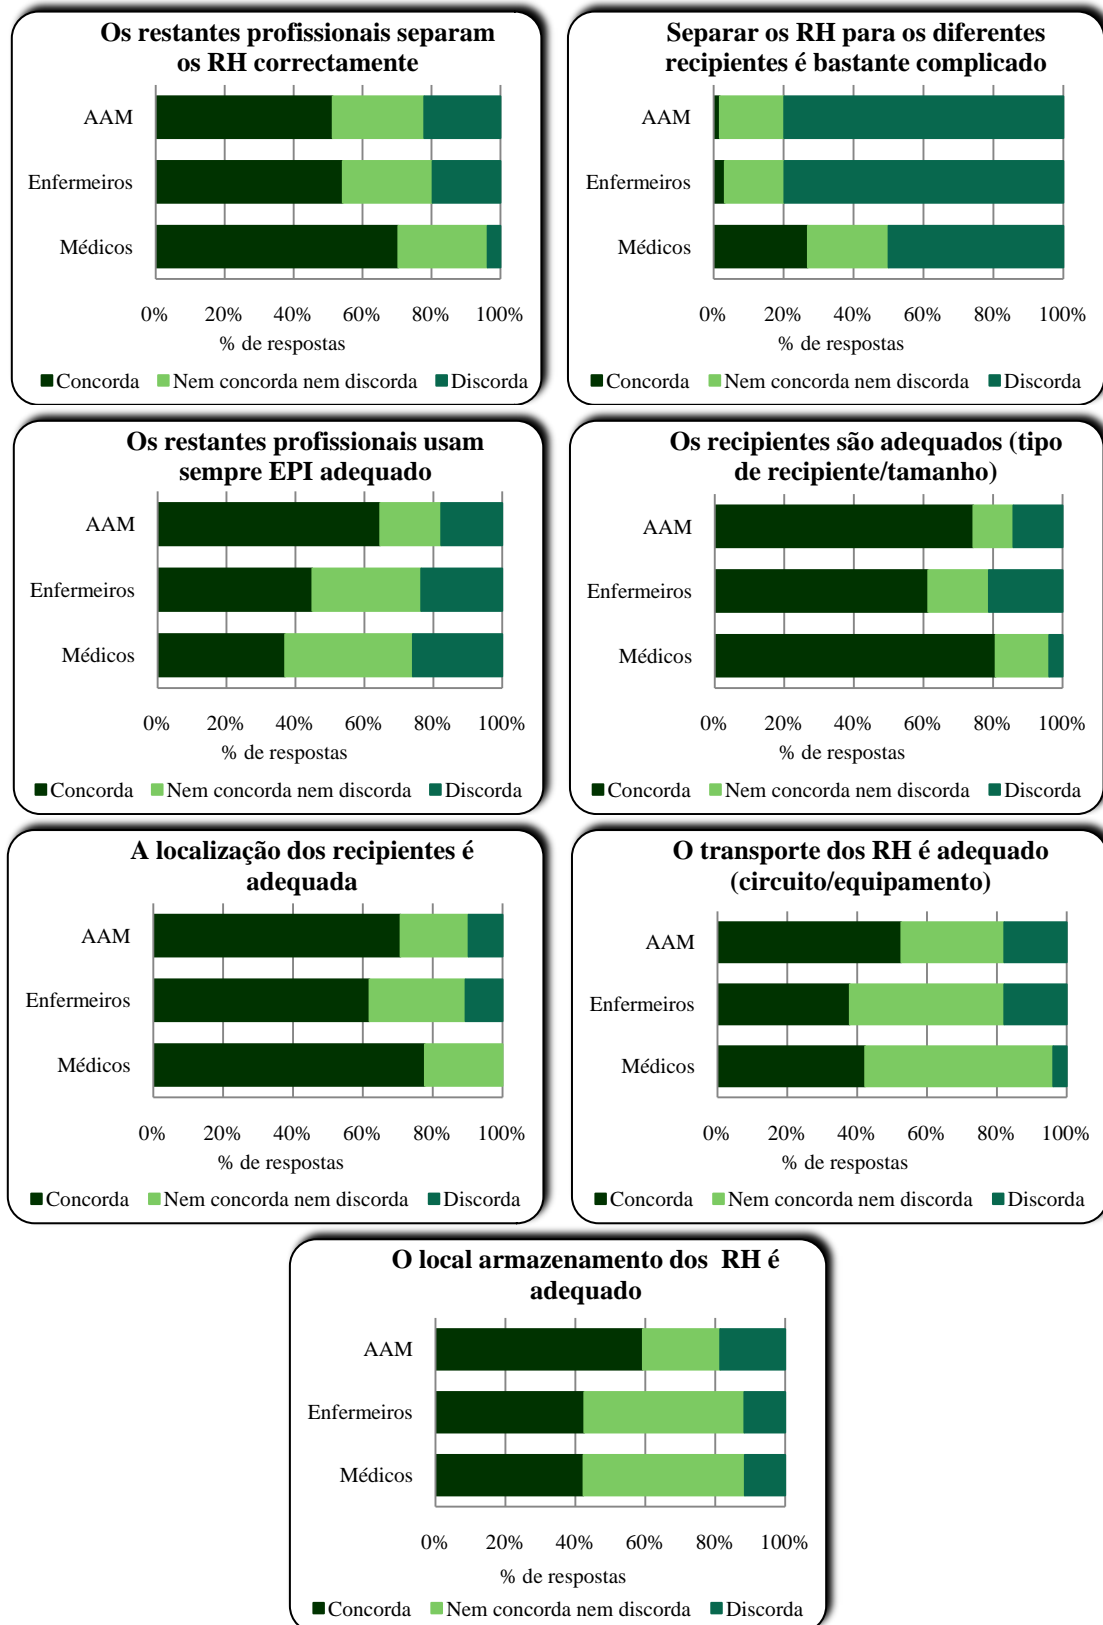 Os restantes profissionais separam
os RH correctamente
AAM
Enfermeiros
Médicos
0% 20% 40% 60% 80% 100%
% de respostas
Concorda Nem concorda nem discorda Discorda
Separar os RH para os diferentes
recipientes é bastante complicado
AAM
Enfermeiros
Médicos
0% 20% 40% 60% 80% 100%
% de respostas
Concorda Nem concorda nem discorda Discorda
Os restantes profissionais usam
sempre EPI adequado
AAM
Enfermeiros
Médicos
0% 20% 40% 60% 80% 100%
% de respostas
Concorda Nem concorda nem discorda Discorda
Os recipientes são adequados (tipo
de recipiente/tamanho)
AAM
Enfermeiros
Médicos
0% 20% 40% 60% 80% 100%
% de respostas
Concorda Nem concorda nem discorda Discorda
A localização dos recipientes é
adequada
AAM
Enfermeiros
Médicos
0% 20% 40% 60% 80% 100%
% de respostas
Concorda Nem concorda nem discorda Discorda
O transporte dos RH é adequado
(circuito/equipamento)
AAM
Enfermeiros
Médicos
0% 20% 40% 60% 80% 100%
% de respostas
Concorda Nem concorda nem discorda Discorda
O local armazenamento dos RH é
adequado
AAM
Enfermeiros
Médicos
0% 20% 40% 60% 80% 100%
% de respostas
Concorda Nem concorda nem discorda Discorda